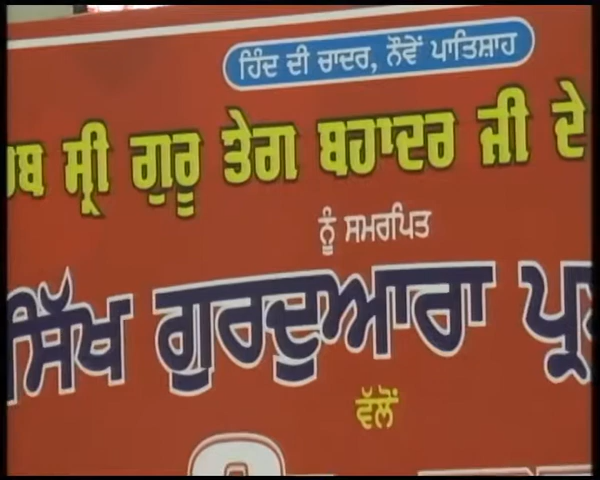 ਹਿੰਦ ਦੀ ਚਾਦਰ, ਨੌਵੇਂ ਪਾਤਿਸ਼ਾਹ
ਸ਼੍ਰੀ ਗੁਰੂ ਤੇਗ ਬਹਾਦਰ ਜੀ ਦੇ
ਨੂੰ ਸਮਰਪਿਤ
ਸਿੱਖ ਗੁਰਦੁਆਰਾ
ਵੱਲੋਂ